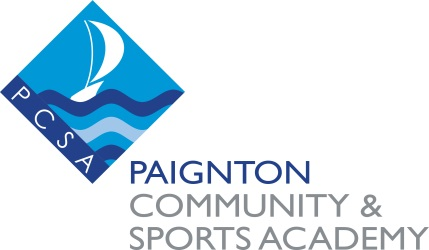 PCSA
PAIGNTON
COMMUNITY &
SPORTS ACADEMY